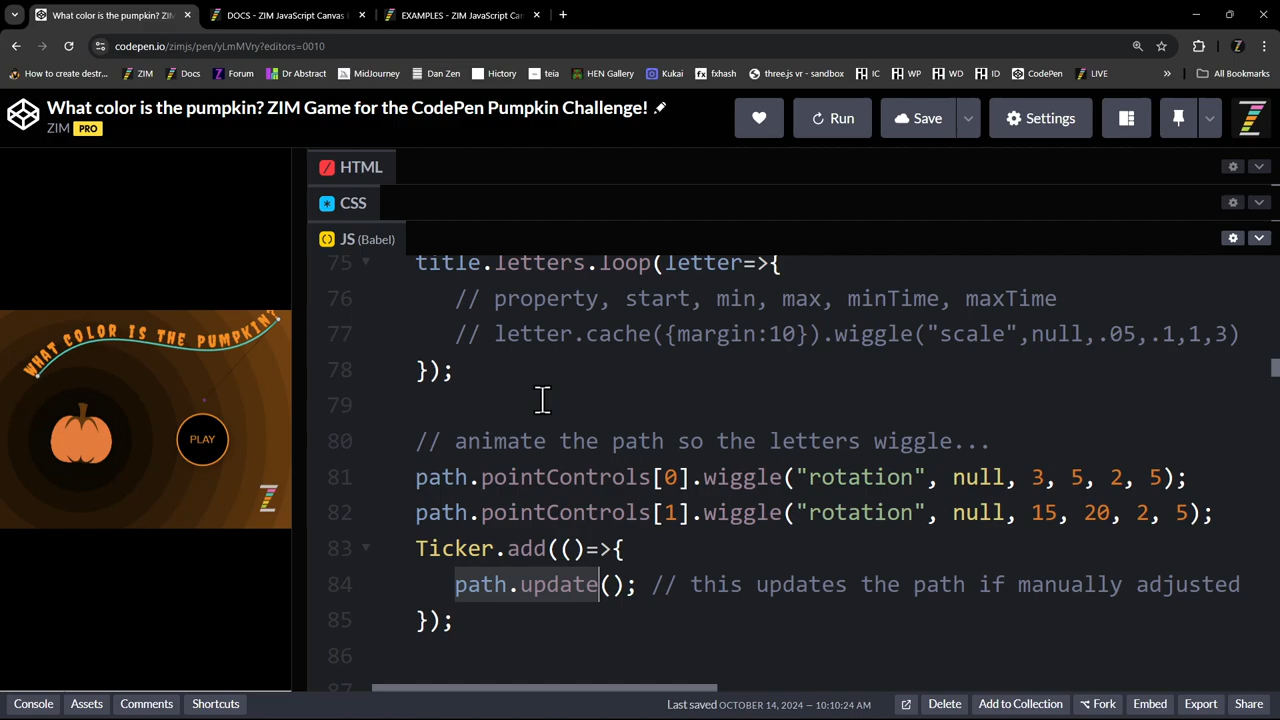 What color is the pumpkin? ZIM
DOCS - ZIM JavaScript Canvas
EXAMPLES - ZIM JavaScript Can
codepen.io/zimjs/pen/yLmMVry?editors=0010
How to create destr...
ZIM
Docs
Forum
Dr Abstract
MidJourney
Dan Zen
Hictory
teia
HEN Gallery
Kukai
fxhash
three.js vr - sandbox
IC
WP
WD
ID
CodePen
LIVE
All Bookmarks
What color is the pumpkin? ZIM Game for the CodePen Pumpkin Challenge!
ZIM PRO
Run
Save
Settings
HTML
CSS
JS (Babel)
WHAT COLOR IS THE PUMPKIN?
PLAY
75 title.letters.loop(letter=>{
76 // property, start, min, max, minTime, maxTime
77 // letter.cache({margin:10}).wiggle("scale",null,.05,.1,1,3)
78 });
79
80 // animate the path so the letters wiggle...
81 path.pointControls[0].wiggle("rotation", null, 3, 5, 2, 5);
82 path.pointControls[1].wiggle("rotation", null, 15, 20, 2, 5);
83 Ticker.add(()=>{
84 path.update(); // this updates the path if manually adjusted
85 });
86
87
Console
Assets
Comments
Shortcuts
Last saved OCTOBER 14, 2024 — 10:10:24 AM
Delete
Add to Collection
Fork
Embed
Export
Share